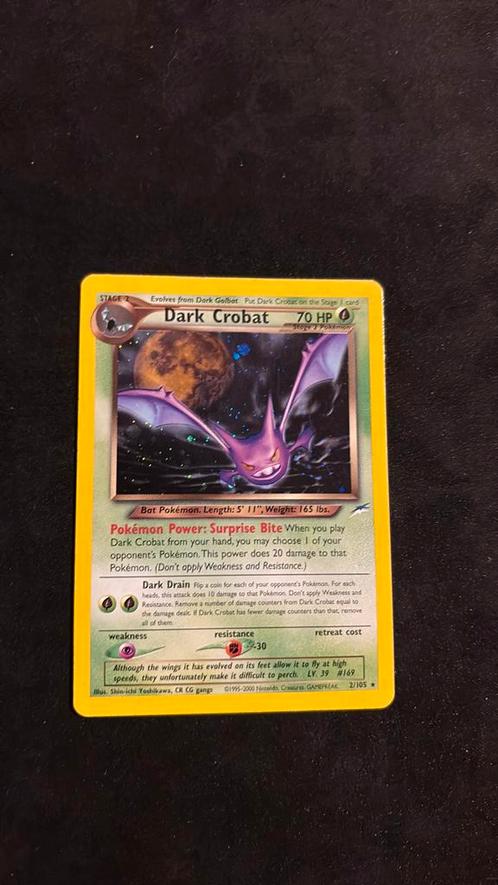 STAGE 2 Evolves from Dark Golbat Put Dark Crobat on the Stage 1 card
Dark Crobat 70 HP
Stage 2 Pokémon
Bat Pokémon. Length: 5' 11", Weight: 165 lbs.
Pokémon Power: Surprise Bite When you play
Dark Crobat from your hand, you may choose 1 of your
opponent's Pokémon. This power does 20 damage to that
Pokémon. (Don't apply Weakness and Resistance.)
Dark Drain Flip a coin for each of your opponent's Pokémon. For each
heads, this attack does 10 damage to that Pokémon. Don't apply Weakness and
Resistance. Remove a number of damage counters from Dark Crobat equal to
the damage dealt. If Dark Crobat has fewer damage counters than that, remove
all of them.
weakness resistance retreat cost
-30
Although the wings it has evolved on its feet allow it to fly at high
speeds, they unfortunately make it difficult to perch. LV. 39 #169
Illus. Shin-ichi Yoshikawa, CR CG gangs ©1995-2000 Nintendo, Creatures, GAMEFREAK. 2/105 ★